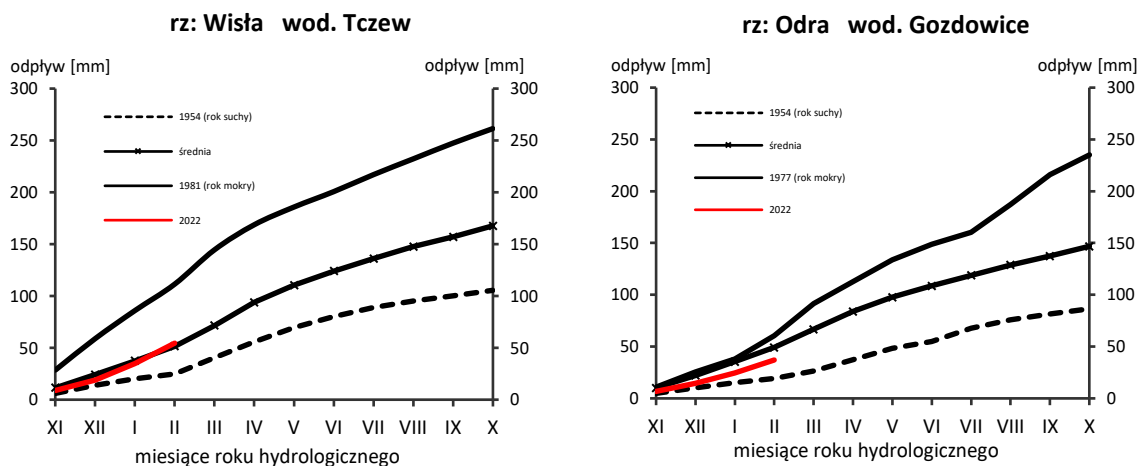 rz: Wisła wod. Tczew
odpływ [mm]
odpływ [mm]
300
250
200
150
100
50
0
300
250
200
150
100
50
0
1954 (rok suchy)
średnia
1981 (rok mokry)
2022
XI XII I II III IV V VI VII VIII IX X
miesiące roku hydrologicznego
rz: Odra wod. Gozdowice
odpływ [mm]
odpływ [mm]
300
250
200
150
100
50
0
300
250
200
150
100
50
0
1954 (rok suchy)
średnia
1977 (rok mokry)
2022
XI XII I II III IV V VI VII VIII IX X
miesiące roku hydrologicznego